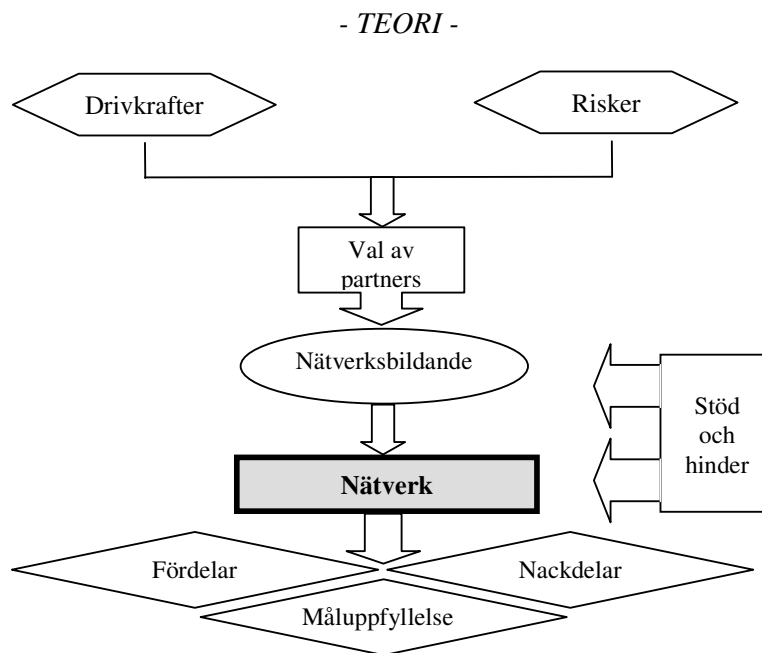 - TEORI -
Drivkrafter
Risker
Val av
partners
Nätverksbildande
Stöd
och
hinder
Nätverk
Fördelar
Nackdelar
Måluppfyllelse